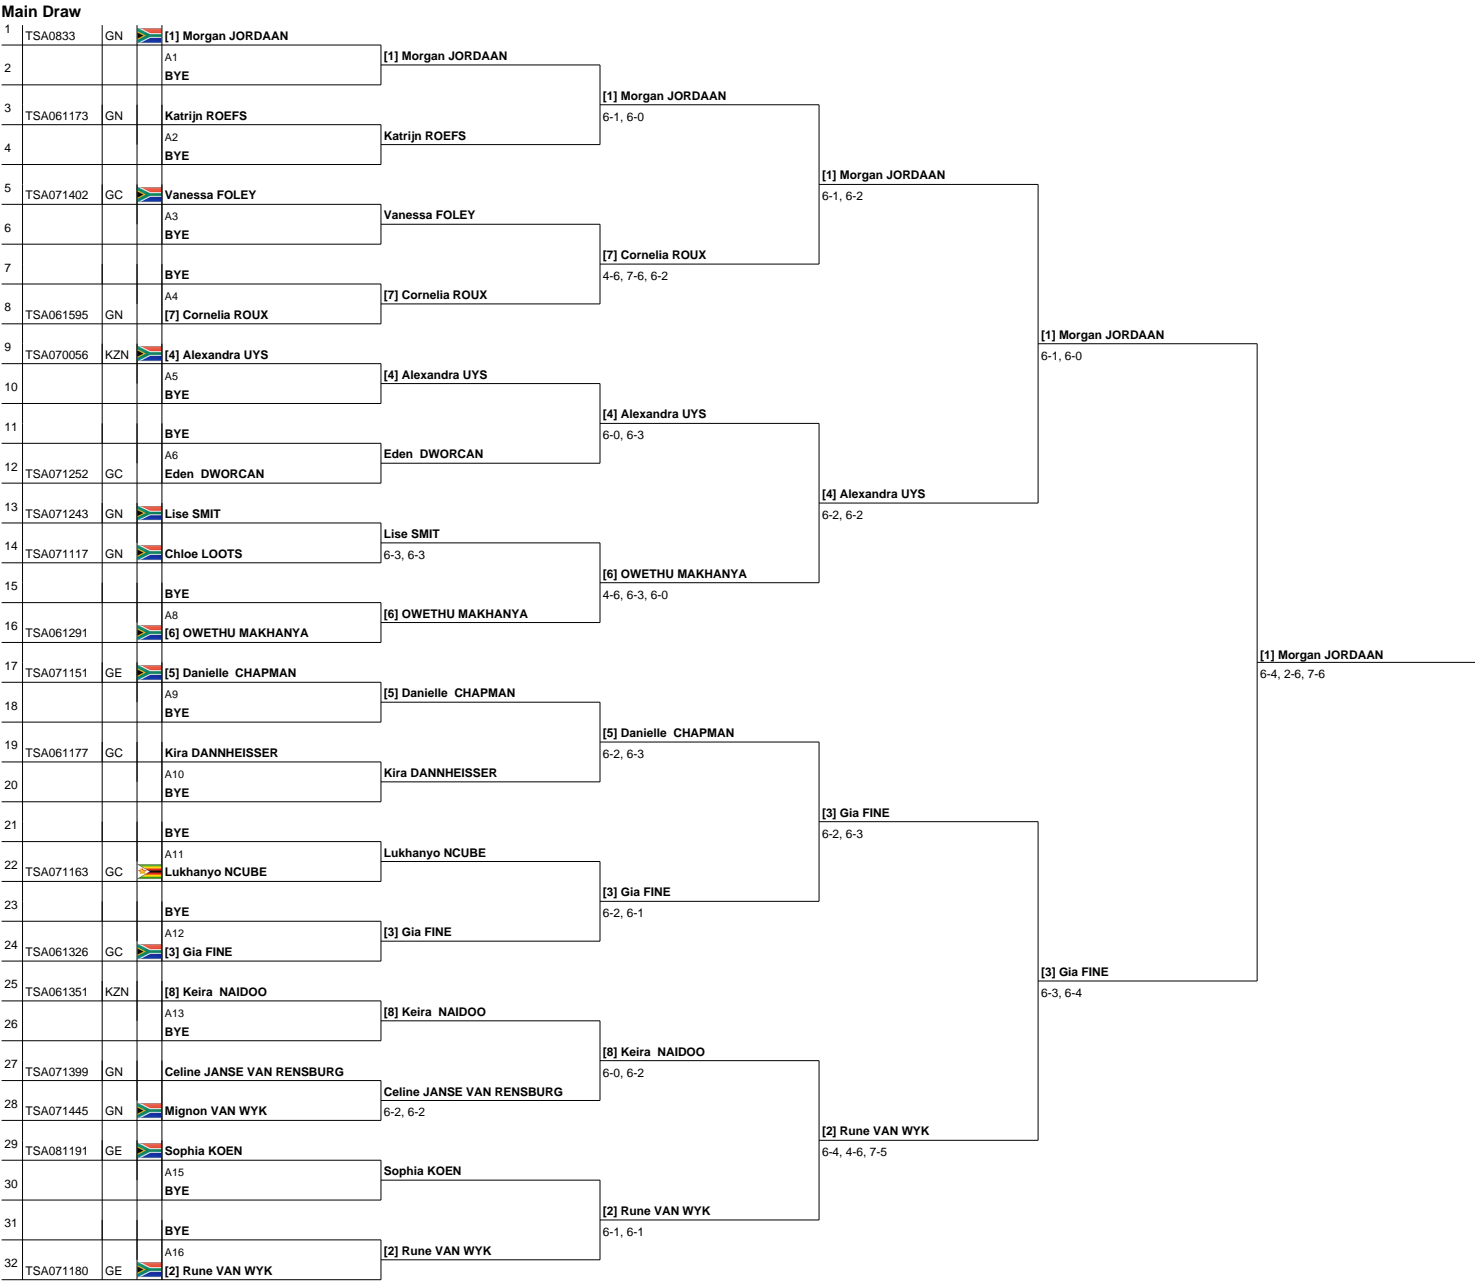 Main Draw
1 TSA0833 GN [1] Morgan JORDAAN
A1 [1] Morgan JORDAAN
2 BYE
[1] Morgan JORDAAN
3 TSA061173 GN Katrijn ROEFS 6-1, 6-0
A2 Katrijn ROEFS
4 BYE
[1] Morgan JORDAAN
5 TSA071402 GC Vanessa FOLEY 6-1, 6-2
A3 Vanessa FOLEY
6 BYE
[7] Cornelia ROUX
7 BYE 4-6, 7-6, 6-2
A4 [7] Cornelia ROUX
8 TSA061595 GN [7] Cornelia ROUX
[1] Morgan JORDAAN
9 TSA070056 KZN [4] Alexandra UYS 6-1, 6-0
A5 [4] Alexandra UYS
10 BYE
[4] Alexandra UYS
11 BYE 6-0, 6-3
A6 Eden DWORCAN
12 TSA071252 GC Eden DWORCAN
[4] Alexandra UYS
13 TSA071243 GN Lise SMIT 6-2, 6-2
Lise SMIT
14 TSA071117 GN Chloe LOOTS 6-3, 6-3
[6] OWETHU MAKHANYA
15 BYE 4-6, 6-3, 6-0
A8 [6] OWETHU MAKHANYA
16 TSA061291 [6] OWETHU MAKHANYA
[1] Morgan JORDAAN
17 TSA071151 GE [5] Danielle CHAPMAN 6-4, 2-6, 7-6
A9 [5] Danielle CHAPMAN
18 BYE
[5] Danielle CHAPMAN
19 TSA061177 GC Kira DANNHEISSER 6-2, 6-3
A10 Kira DANNHEISSER
20 BYE
[3] Gia FINE
21 BYE 6-2, 6-3
A11 Lukhanyo NCUBE
22 TSA071163 GC Lukhanyo NCUBE
[3] Gia FINE
23 BYE 6-2, 6-1
A12 [3] Gia FINE
24 TSA061326 GC [3] Gia FINE
[3] Gia FINE
25 TSA061351 KZN [8] Keira NAIDOO 6-3, 6-4
A13 [8] Keira NAIDOO
26 BYE
[8] Keira NAIDOO
27 TSA071399 GN Celine JANSE VAN RENSBURG 6-0, 6-2
Celine JANSE VAN RENSBURG
28 TSA071445 GN Mignon VAN WYK 6-2, 6-2
[2] Rune VAN WYK
29 TSA081191 GE Sophia KOEN 6-4, 4-6, 7-5
A15 Sophia KOEN
30 BYE
[2] Rune VAN WYK
31 BYE 6-1, 6-1
A16 [2] Rune VAN WYK
32 TSA071180 GE [2] Rune VAN WYK